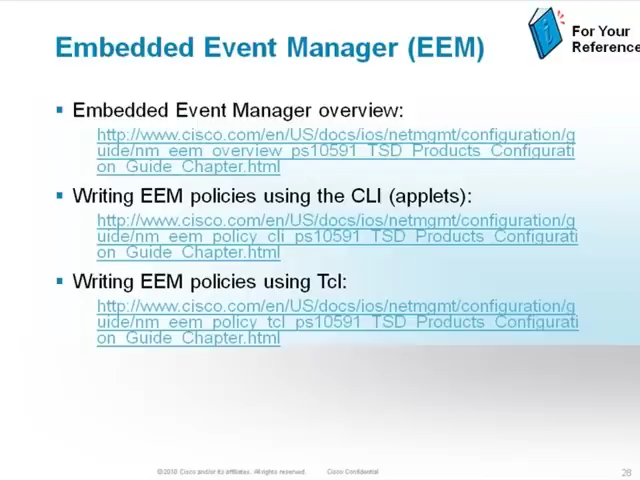 Embedded Event Manager (EEM)
For Your
Reference
Embedded Event Manager overview:
http://www.cisco.com/en/US/docs/ios/netmgmt/configuration/g
uide/nm_eem_overview_ps10591_TSD_Products_Configurati
on_Guide_Chapter.html
Writing EEM policies using the CLI (applets):
http://www.cisco.com/en/US/docs/ios/netmgmt/configuration/g
uide/nm_eem_policy_cli_ps10591_TSD_Products_Configurati
on_Guide_Chapter.html
Writing EEM policies using Tcl:
http://www.cisco.com/en/US/docs/ios/netmgmt/configuration/g
uide/nm_eem_policy_tcl_ps10591_TSD_Products_Configurati
on_Guide_Chapter.html
© 2010 Cisco and/or its affiliates. All rights reserved.
Cisco Confidential
28